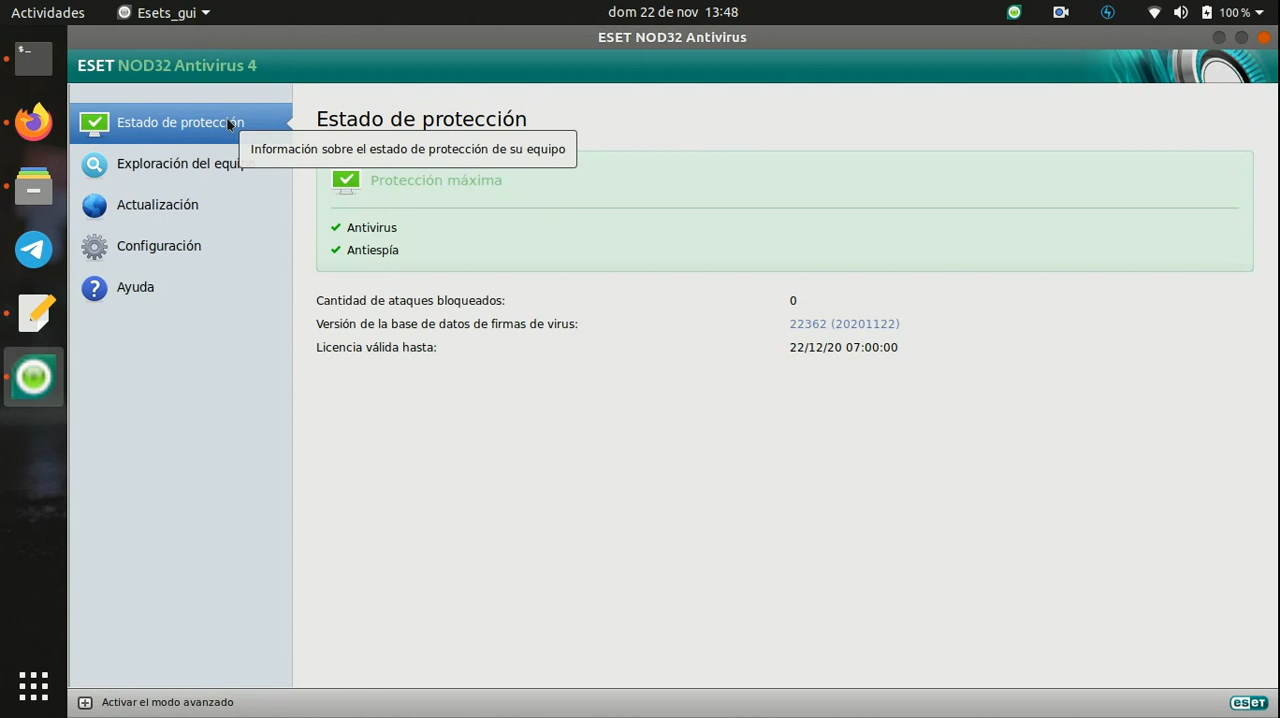 Actividades
Esets_gui
dom 22 de nov 13:48
100 %
ESET NOD32 Antivirus
ESET NOD32 Antivirus 4
Estado de protección
Exploración del equipo
Actualización
Configuración
Ayuda
Estado de protección
Información sobre el estado de protección de su equipo
Protección máxima
Antivirus
Antiespía
Cantidad de ataques bloqueados: 0
Versión de la base de datos de firmas de virus: 22362 (20201122)
Licencia válida hasta: 22/12/20 07:00:00
Activar el modo avanzado
eset